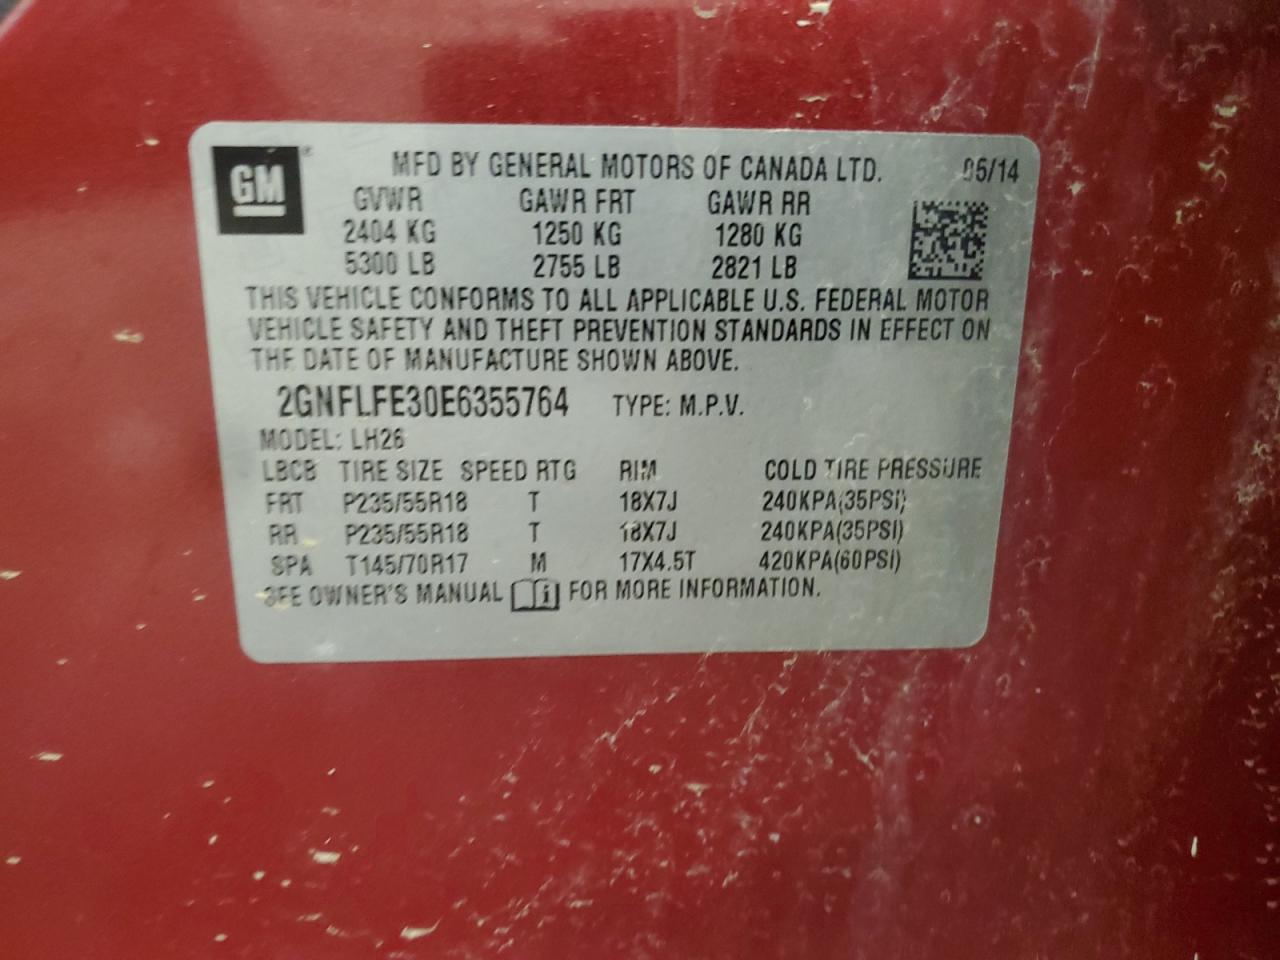 GM® MFD BY GENERAL MOTORS OF CANADA LTD. 05/14
GVWR GAWR FRT GAWR RR
2404 KG 1250 KG 1280 KG
5300 LB 2755 LB 2821 LB
THIS VEHICLE CONFORMS TO ALL APPLICABLE U.S. FEDERAL MOTOR
VEHICLE SAFETY AND THEFT PREVENTION STANDARDS IN EFFECT ON
THE DATE OF MANUFACTURE SHOWN ABOVE.
2GNFLFE30E6355764 TYPE: M.P.V.
MODEL: LH26
LBCB TIRE SIZE SPEED RTG RIM COLD TIRE PRESSURE
FRT P235/55R18 T 18X7J 240KPA(35PSI)
RR P235/55R18 T 18X7J 240KPA(35PSI)
SPA T145/70R17 M 17X4.5T 420KPA(60PSI)
SEE OWNER'S MANUAL i FOR MORE INFORMATION.